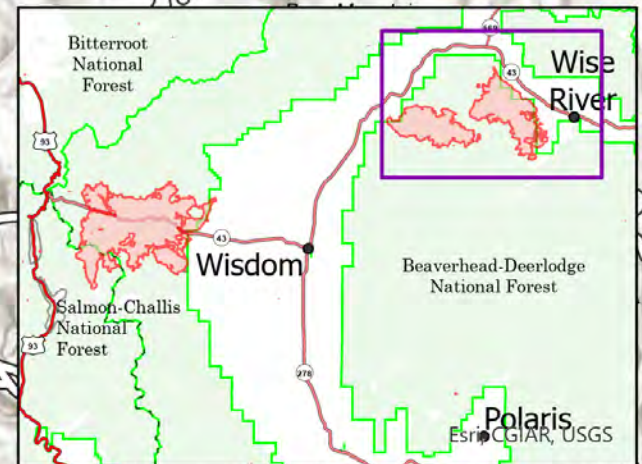 Bitterroot
National
Forest
569
43
Wise
River
93
43
Wisdom
Beaverhead-Deerlodge
National Forest
Salmon-Challis
National
Forest
93
278
Polaris
Esri, CGIAR, USGS